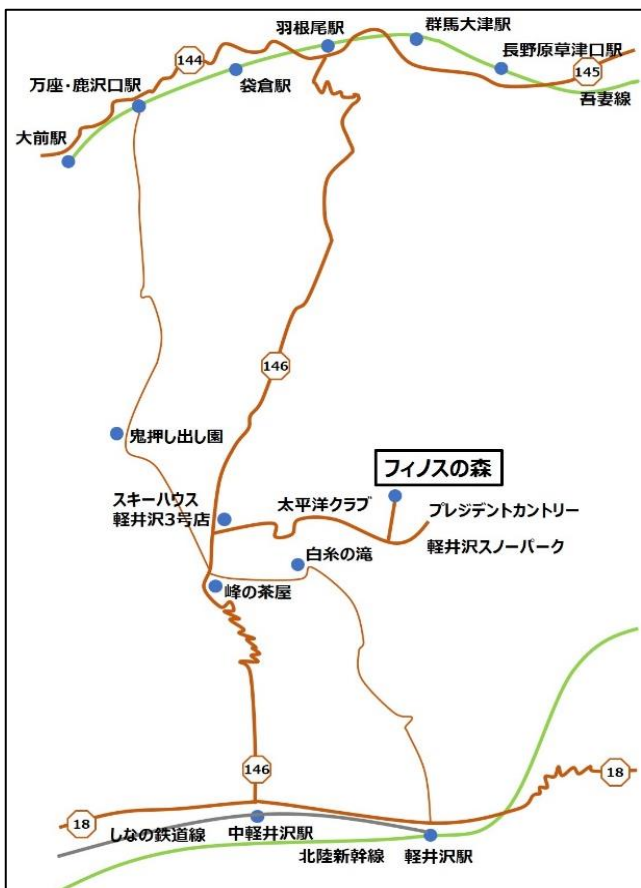 羽根尾駅
群馬大津駅
長野原草津口駅
144
145
万座・鹿沢口駅
袋倉駅
吾妻線
大前駅
146
鬼押し出し園
フィノスの森
スキーハウス
軽井沢3号店
太平洋クラブ
プレジデントカントリー
軽井沢スノーパーク
白糸の滝
峰の茶屋
146
18
18
しなの鉄道線
中軽井沢駅
北陸新幹線
軽井沢駅